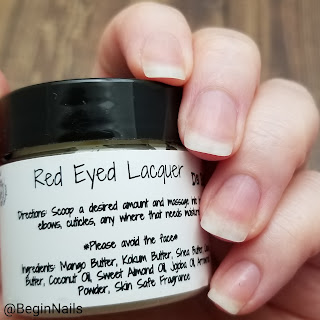 Red Eyed Lacquer
Directions: Scoop a desired amount and massage
elbows, cuticles, any where that needs
*Please avoid the face*
Ingredients: Mango Butter, Kokum Butter, Shea Butter
Butter, Coconut Oil, Sweet Almond Oil, Jojoba Oil
Powder, Skin Safe Fragrance
@BeginNails